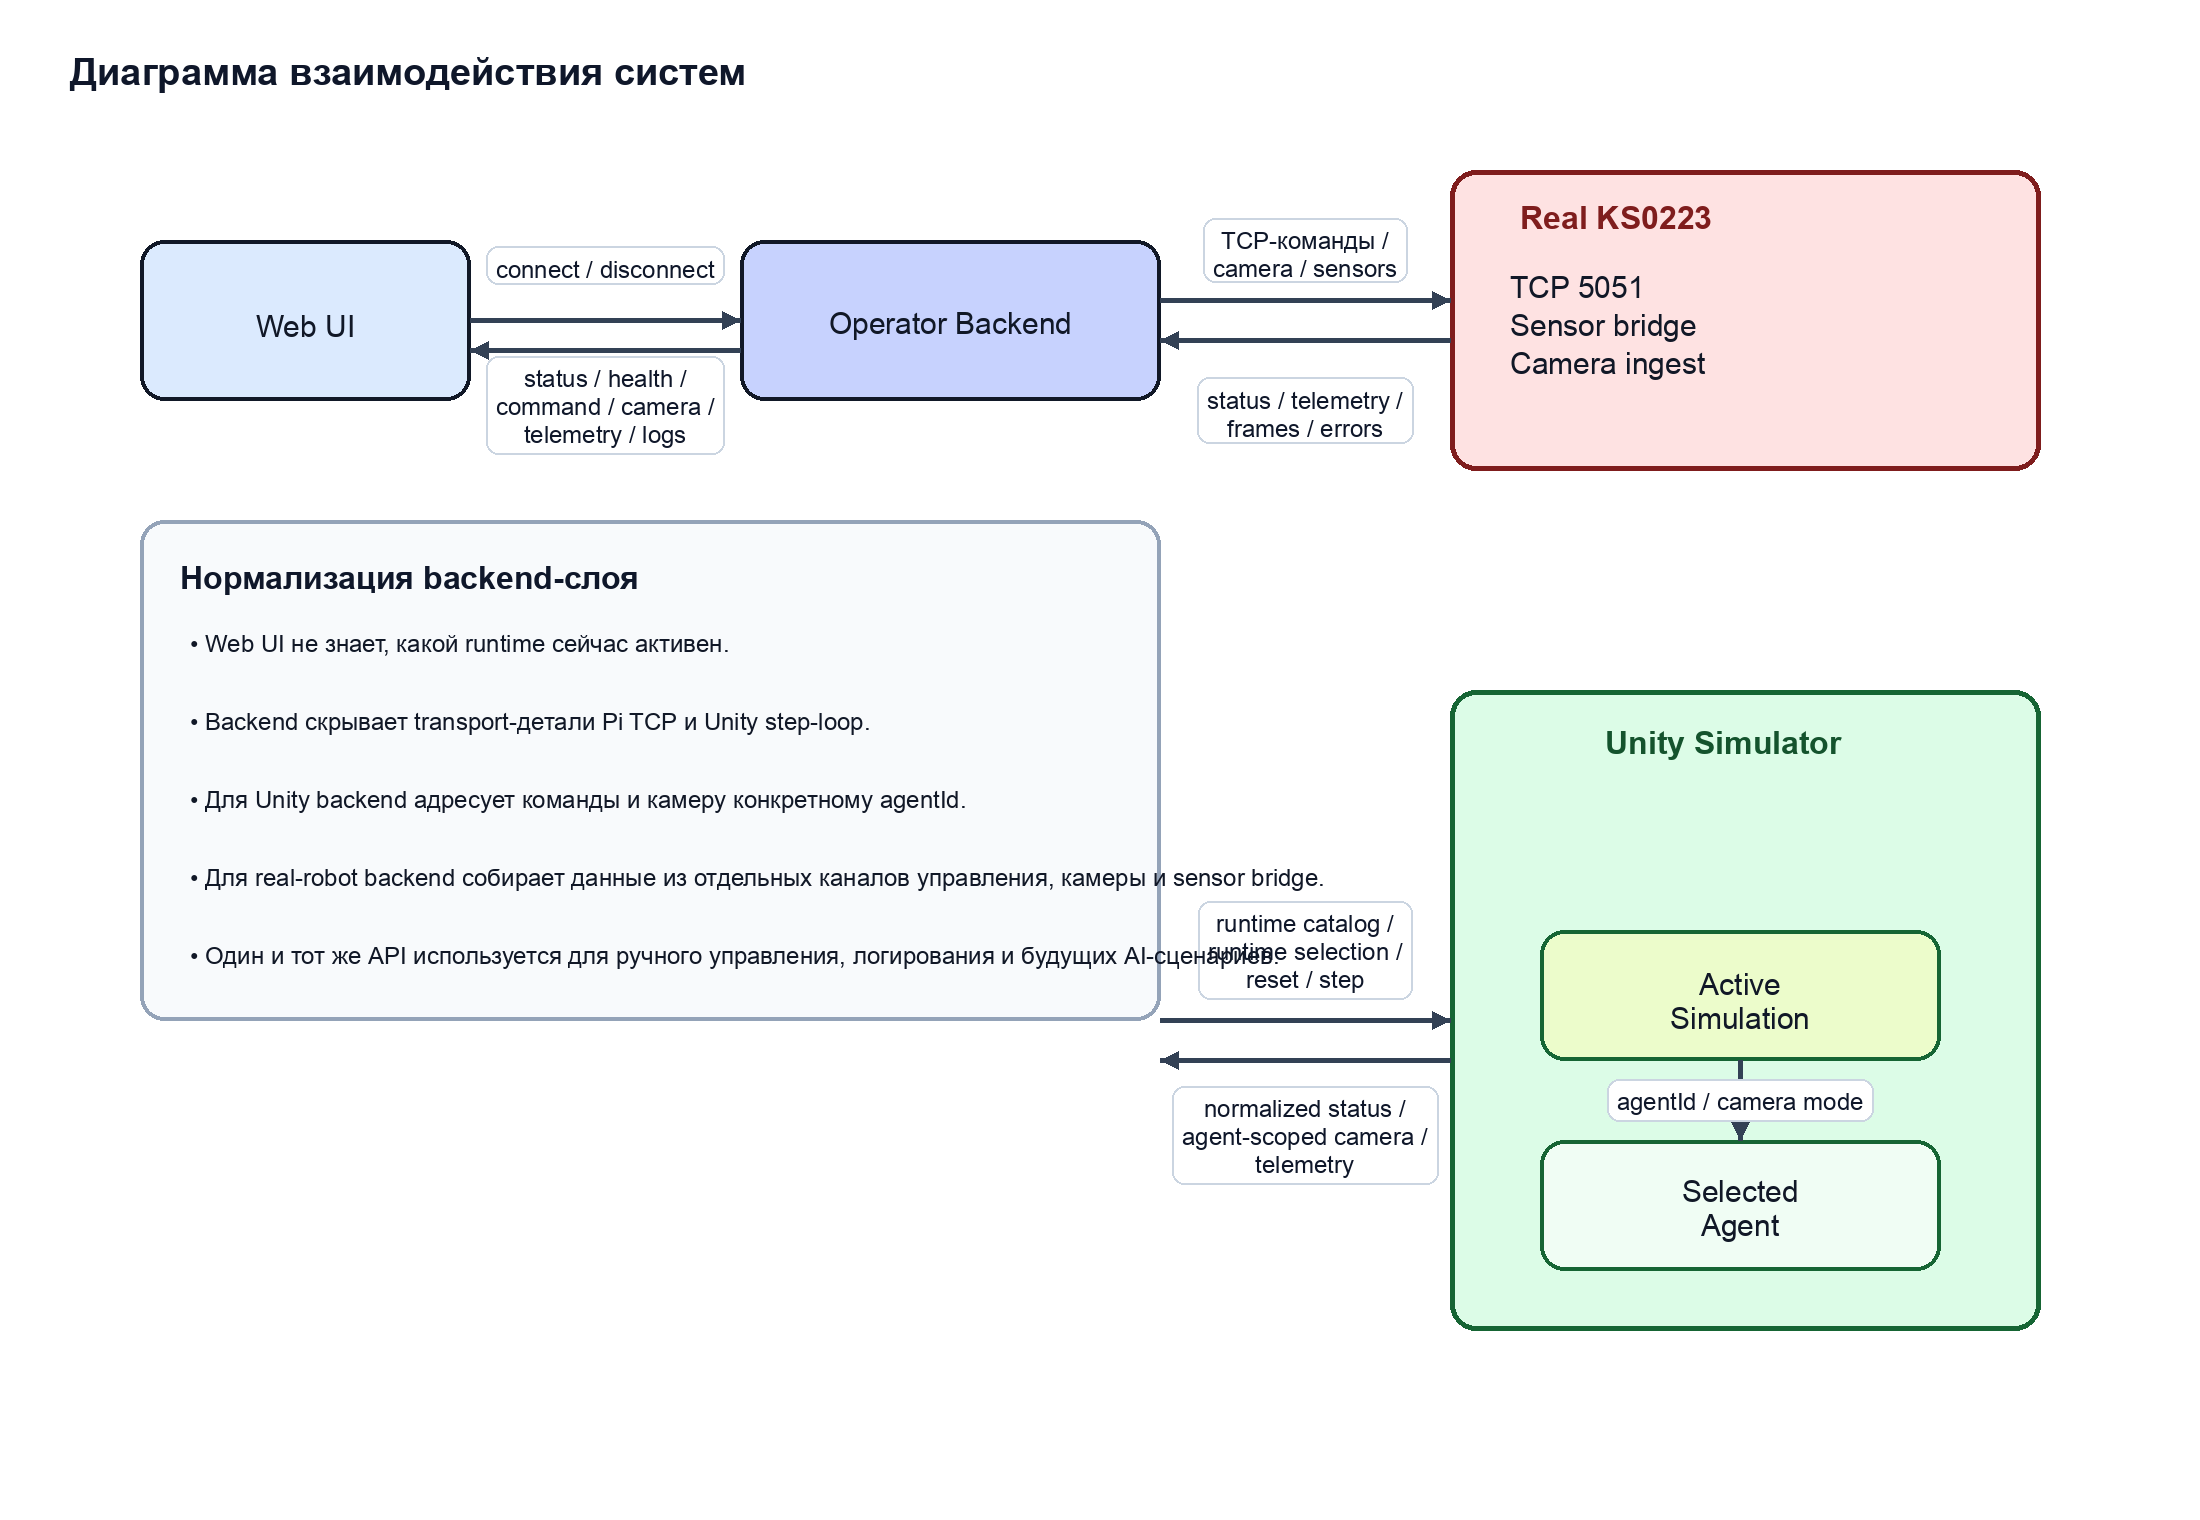 Диаграмма взаимодействия систем
Web UI
connect / disconnect
status / health /
command / camera /
telemetry / logs
Operator Backend
TCP-команды /
camera / sensors
status / telemetry /
frames / errors
Real KS0223
TCP 5051
Sensor bridge
Camera ingest
Нормализация backend-слоя
• Web UI не знает, какой runtime сейчас активен.
• Backend скрывает transport-детали Pi TCP и Unity step-loop.
• Для Unity backend адресует команды и камеру конкретному agentId.
• Для real-robot backend собирает данные из отдельных каналов управления, камеры и sensor bridge.
• Один и тот же API используется для ручного управления, логирования и будущих AI-сценариев.
runtime catalog /
runtime selection /
reset / step
normalized status /
agent-scoped camera /
telemetry
Unity Simulator
Active
Simulation
agentId / camera mode
Selected
Agent